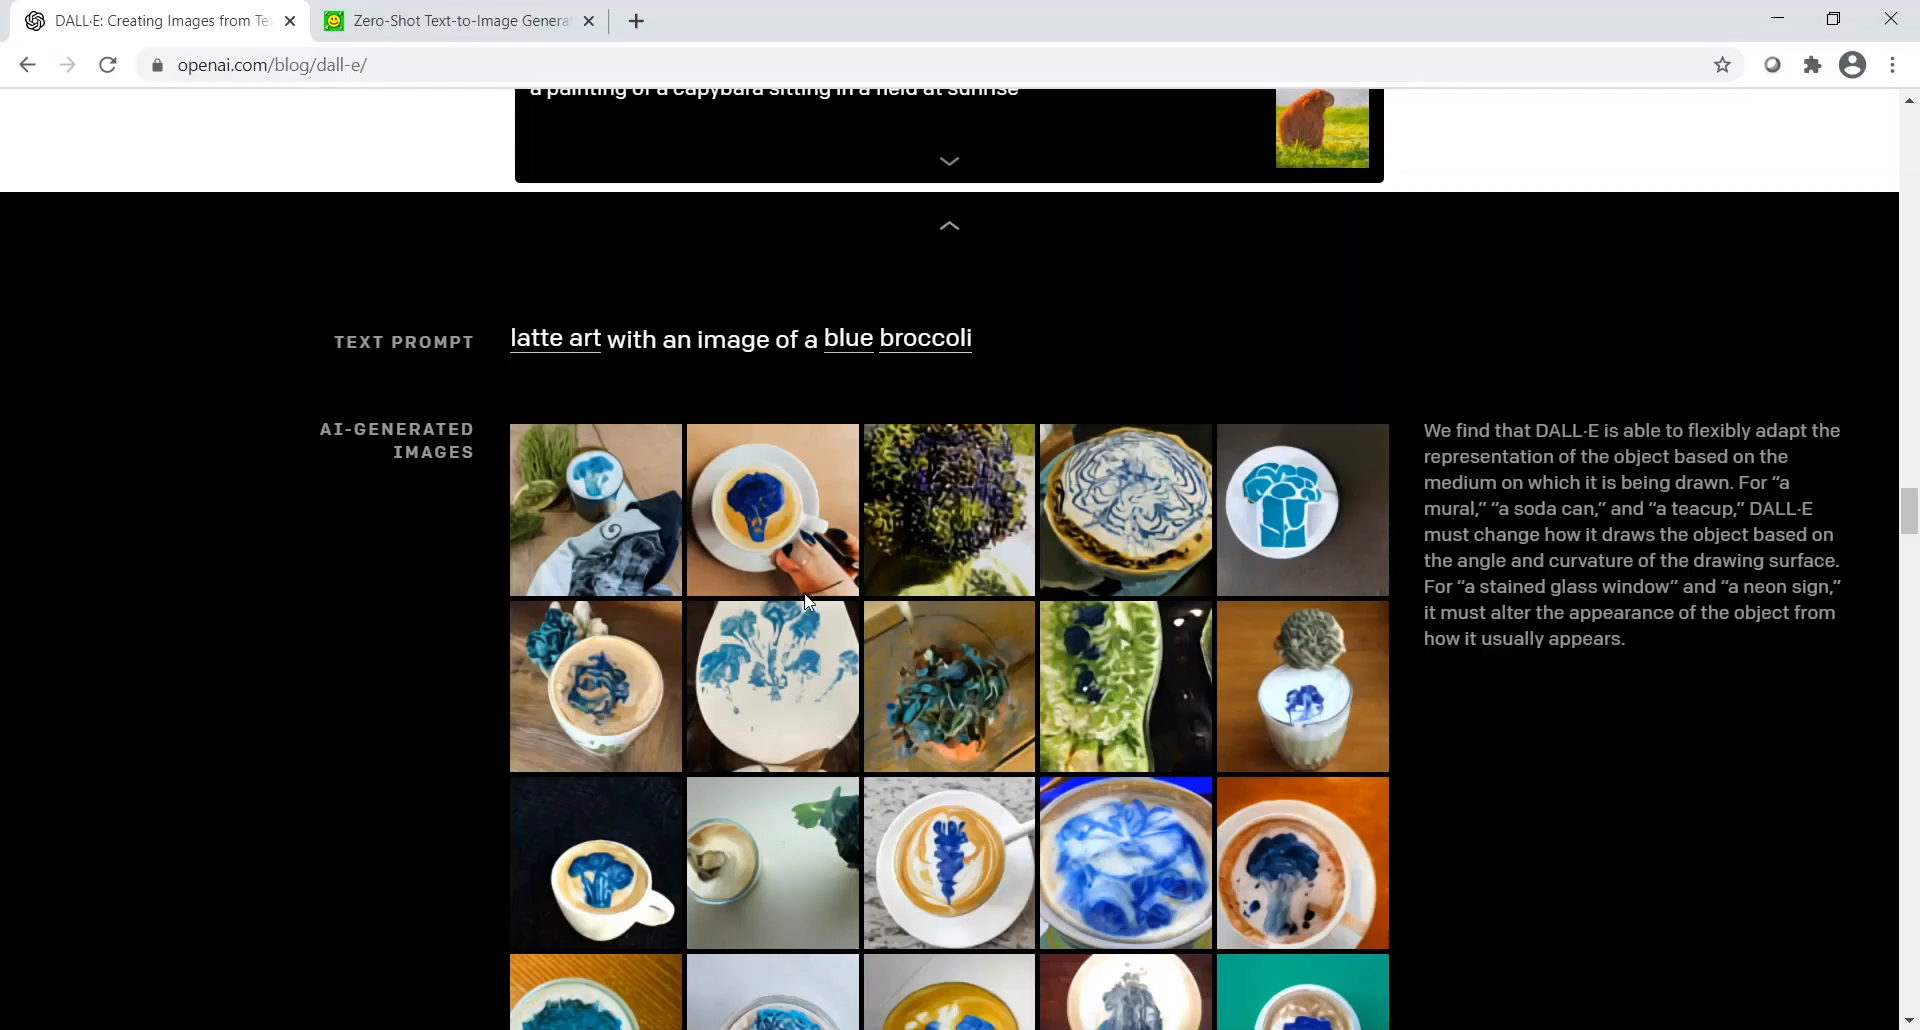 DALL·E: Creating Images from Te
Zero-Shot Text-to-Image Genera
openai.com/blog/dall-e/
a painting of a capybara sitting in a field at sunrise
TEXT PROMPT
latte art with an image of a blue broccoli
AI-GENERATED
IMAGES
We find that DALL·E is able to flexibly adapt the
representation of the object based on the
medium on which it is being drawn. For “a
mural,” “a soda can,” and “a teacup,” DALL·E
must change how it draws the object based on
the angle and curvature of the drawing surface.
For “a stained glass window” and “a neon sign,”
it must alter the appearance of the object from
how it usually appears.